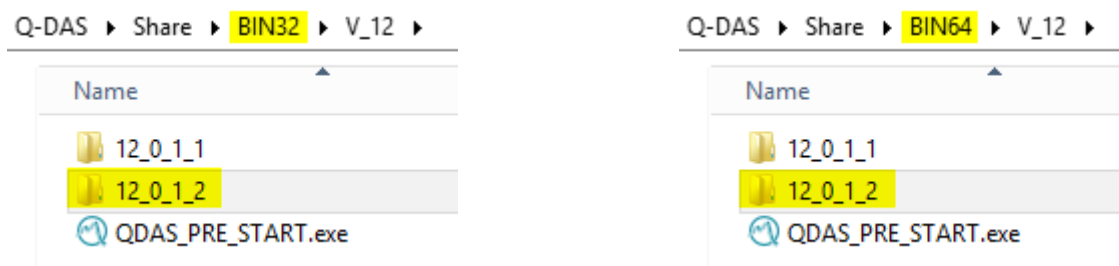 Q-DAS ▸ Share ▸ BIN32 ▸ V_12 ▸
Name
12_0_1_1
12_0_1_2
QDAS_PRE_START.exe
Q-DAS ▸ Share ▸ BIN64 ▸ V_12 ▸
Name
12_0_1_1
12_0_1_2
QDAS_PRE_START.exe